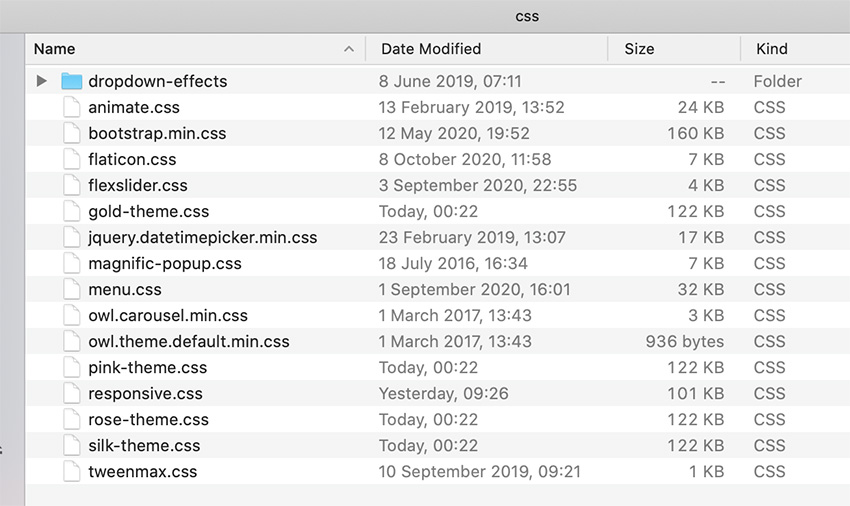 css
Name Date Modified Size Kind
dropdown-effects 8 June 2019, 07:11 -- Folder
animate.css 13 February 2019, 13:52 24 KB CSS
bootstrap.min.css 12 May 2020, 19:52 160 KB CSS
flaticon.css 8 October 2020, 11:58 7 KB CSS
flexslider.css 3 September 2020, 22:55 4 KB CSS
gold-theme.css Today, 00:22 122 KB CSS
jquery.datetimepicker.min.css 23 February 2019, 13:07 17 KB CSS
magnific-popup.css 18 July 2016, 16:34 7 KB CSS
menu.css 1 September 2020, 16:01 32 KB CSS
owl.carousel.min.css 1 March 2017, 13:43 3 KB CSS
owl.theme.default.min.css 1 March 2017, 13:43 936 bytes CSS
pink-theme.css Today, 00:22 122 KB CSS
responsive.css Yesterday, 09:26 101 KB CSS
rose-theme.css Today, 00:22 122 KB CSS
silk-theme.css Today, 00:22 122 KB CSS
tweenmax.css 10 September 2019, 09:21 1 KB CSS